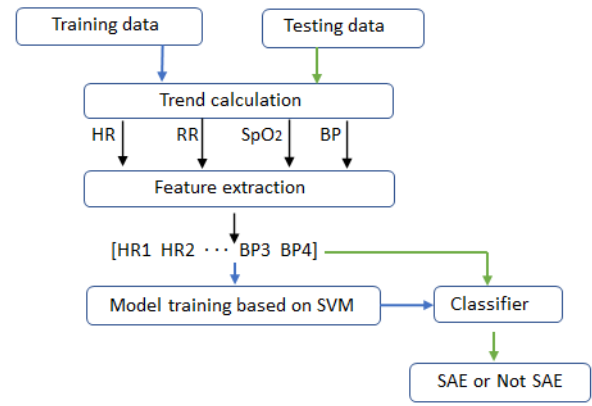 Training data
Testing data
Trend calculation
HR RR SpO2 BP
Feature extraction
[HR1 HR2 ··· BP3 BP4]
Model training based on SVM
Classifier
SAE or Not SAE